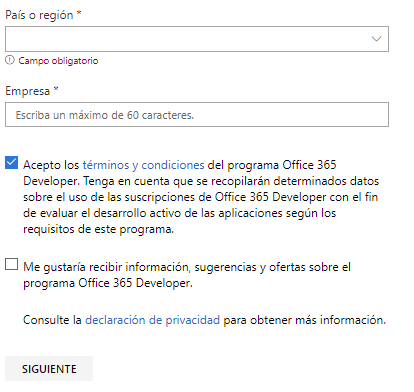 País o región *
Campo obligatorio
Empresa *
Escriba un máximo de 60 caracteres.
Acepto los términos y condiciones del programa Office 365
Developer. Tenga en cuenta que se recopilarán determinados datos
sobre el uso de las suscripciones de Office 365 Developer con el fin
de evaluar el desarrollo activo de las aplicaciones según los
requisitos de este programa.
Me gustaría recibir información, sugerencias y ofertas sobre el
programa Office 365 Developer.
Consulte la declaración de privacidad para obtener más información.
SIGUIENTE